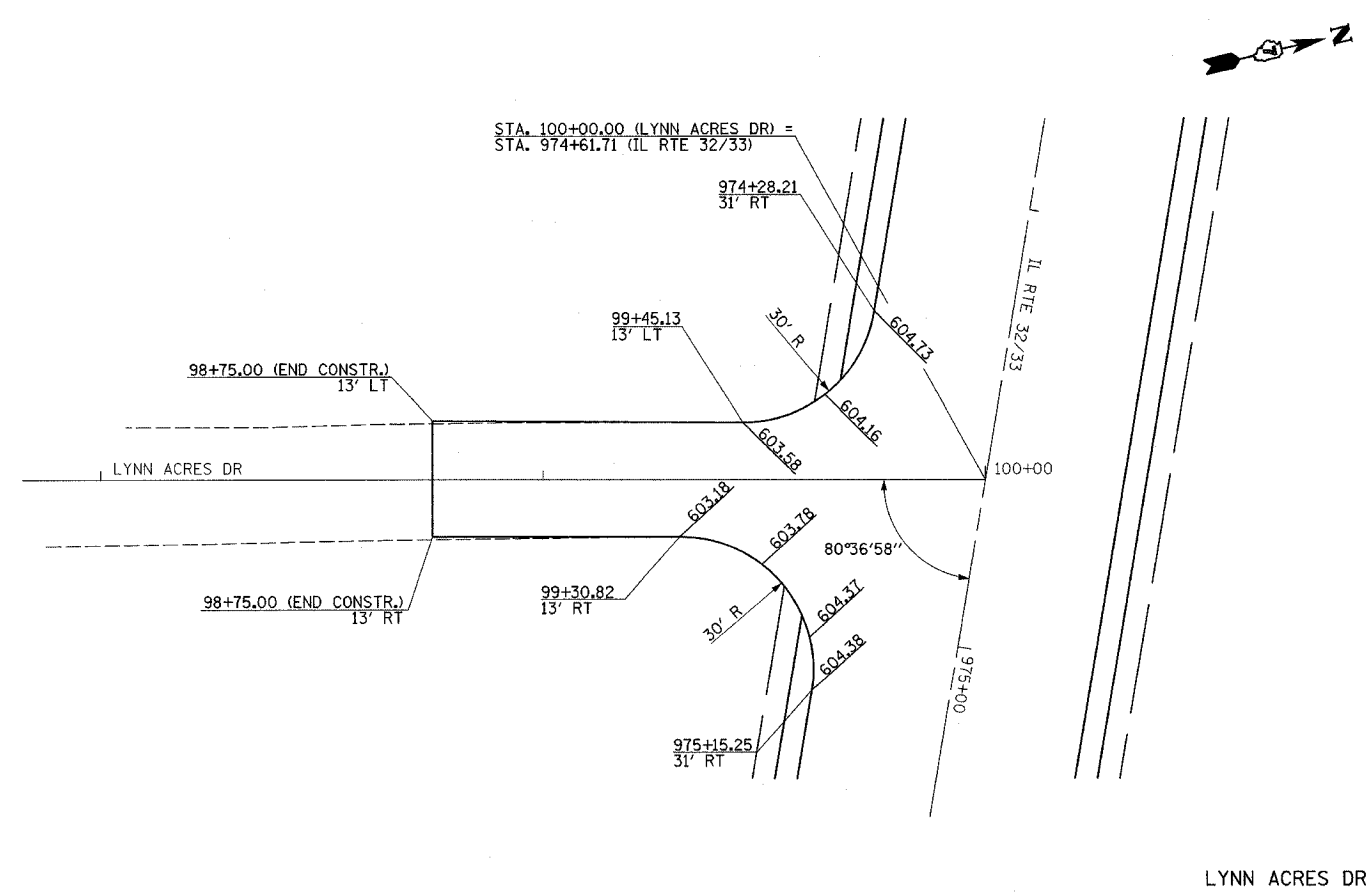 N
STA. 100+00.00 (LYNN ACRES DR) =
STA. 974+61.71 (IL RTE 32/33)
974+28.21
31' RT
IL RTE 32/33
99+45.13
13' LT
30' R
604.73
98+75.00 (END CONSTR.)
13' LT
604.16
603.58
LYNN ACRES DR
100+00
603.18
603.78
80°36'58''
99+30.82
13' RT
98+75.00 (END CONSTR.)
13' RT
30' R
604.37
604.38
975+00
975+15.25
31' RT
LYNN ACRES DR